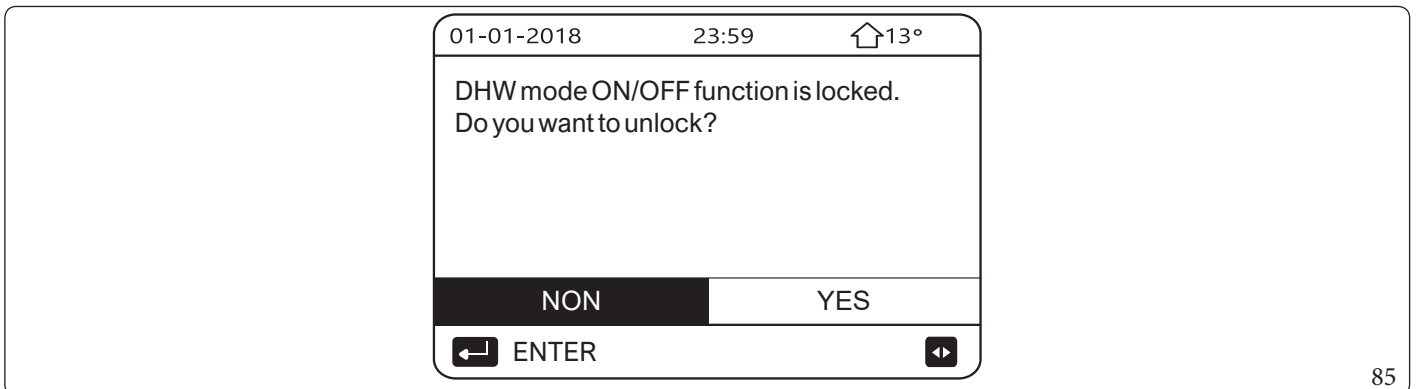 01-01-2018 23:59 13°
DHW mode ON/OFF function is locked.
Do you want to unlock?
NON YES
ENTER
85